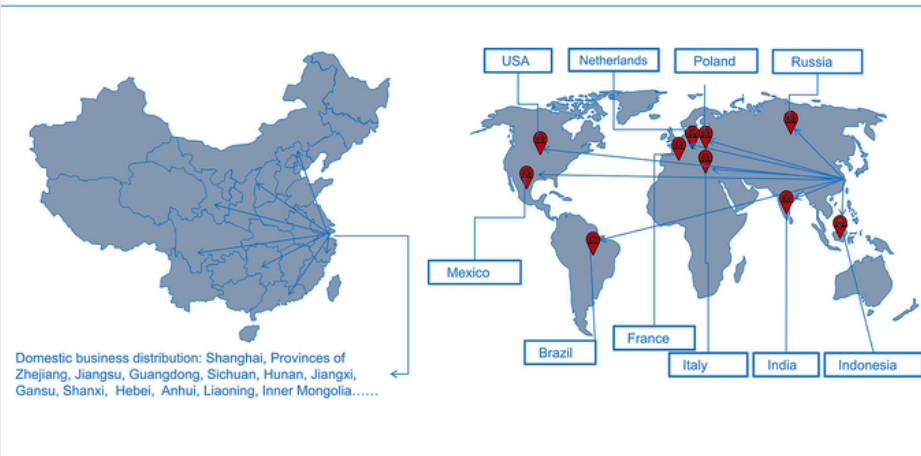 USA
Netherlands
Poland
Russia
Mexico
Brazil
France
Italy
India
Indonesia
Domestic business distribution: Shanghai, Provinces of
Zhejiang, Jiangsu, Guangdong, Sichuan, Hunan, Jiangxi,
Gansu, Shanxi, Hebei, Anhui, Liaoning, Inner Mongolia……